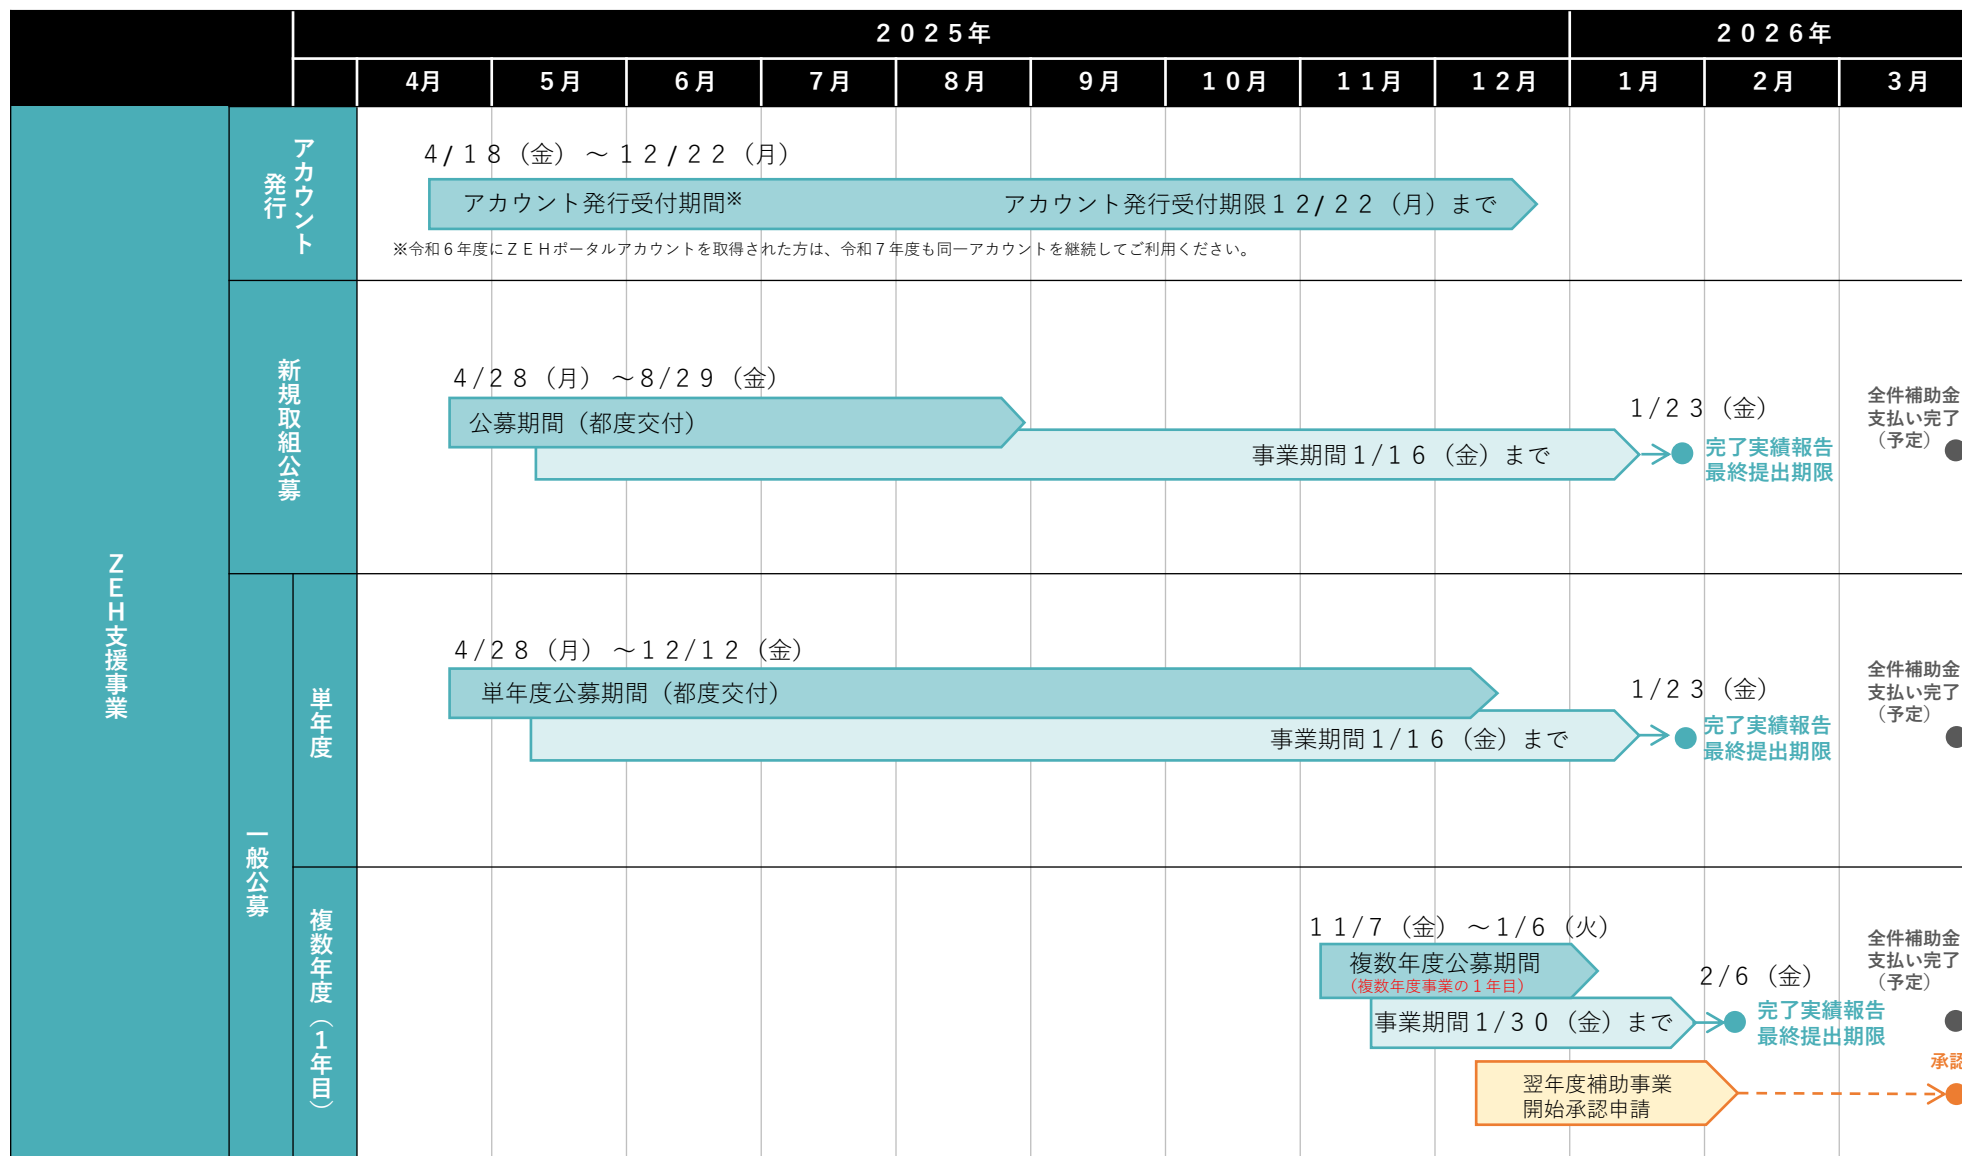 ２０２５年
２０２６年
４月
５月
６月
７月
８月
９月
１０月
１１月
１２月
１月
２月
３月
ＺＥＨ支援事業
アカウント
発行
４/１８（金）～１２/２２（月）
アカウント発行受付期間※
アカウント発行受付期限１２/２２（月）まで
※令和６年度にＺＥＨポータルアカウントを取得された方は、令和７年度も同一アカウントを継続してご利用ください。
新規取組公募
４/２８（月）～８/２９（金）
公募期間（都度交付）
事業期間１/１６（金）まで
１/２３（金）
完了実績報告
最終提出期限
全件補助金
支払い完了
（予定）
一般公募
単年度
４/２８（月）～１２/１２（金）
単年度公募期間（都度交付）
事業期間１/１６（金）まで
１/２３（金）
完了実績報告
最終提出期限
全件補助金
支払い完了
（予定）
複数年度（１年目）
１１/７（金）～１/６（火）
複数年度公募期間
（複数年度事業の１年目）
事業期間１/３０（金）まで
２/６（金）
完了実績報告
最終提出期限
全件補助金
支払い完了
（予定）
翌年度補助事業
開始承認申請
承認